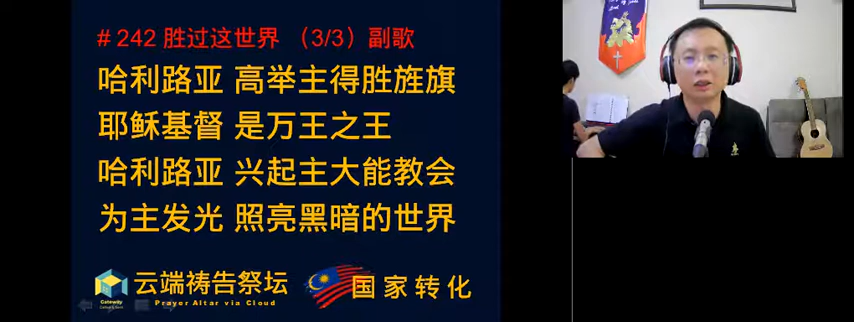 # 242 胜过这世界 （3/3）副歌
哈利路亚 高举主得胜旌旗
耶稣基督 是万王之王
哈利路亚 兴起主大能教会
为主发光 照亮黑暗的世界
云端祷告祭坛
Prayer Altar via Cloud
国家转化
Gateway